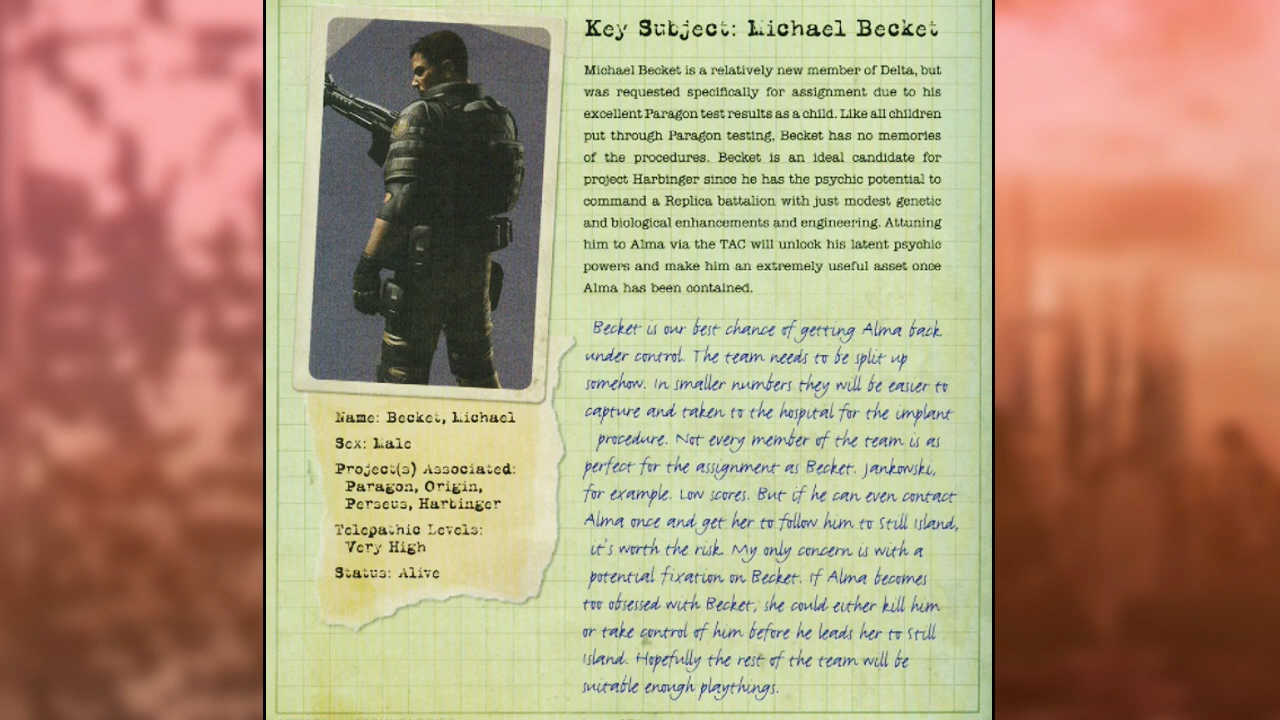 Key Subject: Michael Becket
Michael Becket is a relatively new member of Delta, but
was requested specifically for assignment due to his
excellent Paragon test results as a child. Like all children
put through Paragon testing, Becket has no memories
of the procedures. Becket is an ideal candidate for
project Harbinger since he has the psychic potential to
command a Replica battalion with just modest genetic
and biological enhancements and engineering. Attuning
him to Alma via the TAC will unlock his latent psychic
powers and make him an extremely useful asset once
Alma has been contained.
Becket is our best chance of getting Alma back
under control. The team needs to be split up
somehow. In smaller numbers they will be easier to
capture and taken to the hospital for the implant
procedure. Not every member of the team is as
perfect for the assignment as Becket. Jankowski,
for example. Low scores. But if he can even contact
Alma once and get her to follow him to Still Island,
it's worth the risk. My only concern is with a
potential fixation on Becket. If Alma becomes
too obsessed with Becket, she could either kill him
or take control of him before he leads her to Still
Island. Hopefully the rest of the team will be
suitable enough playthings.
Name: Becket, Michael
Sex: Male
Project(s) Associated:
Paragon, Origin,
Perseus, Harbinger
Telepathic Levels:
Very High
Status: Alive